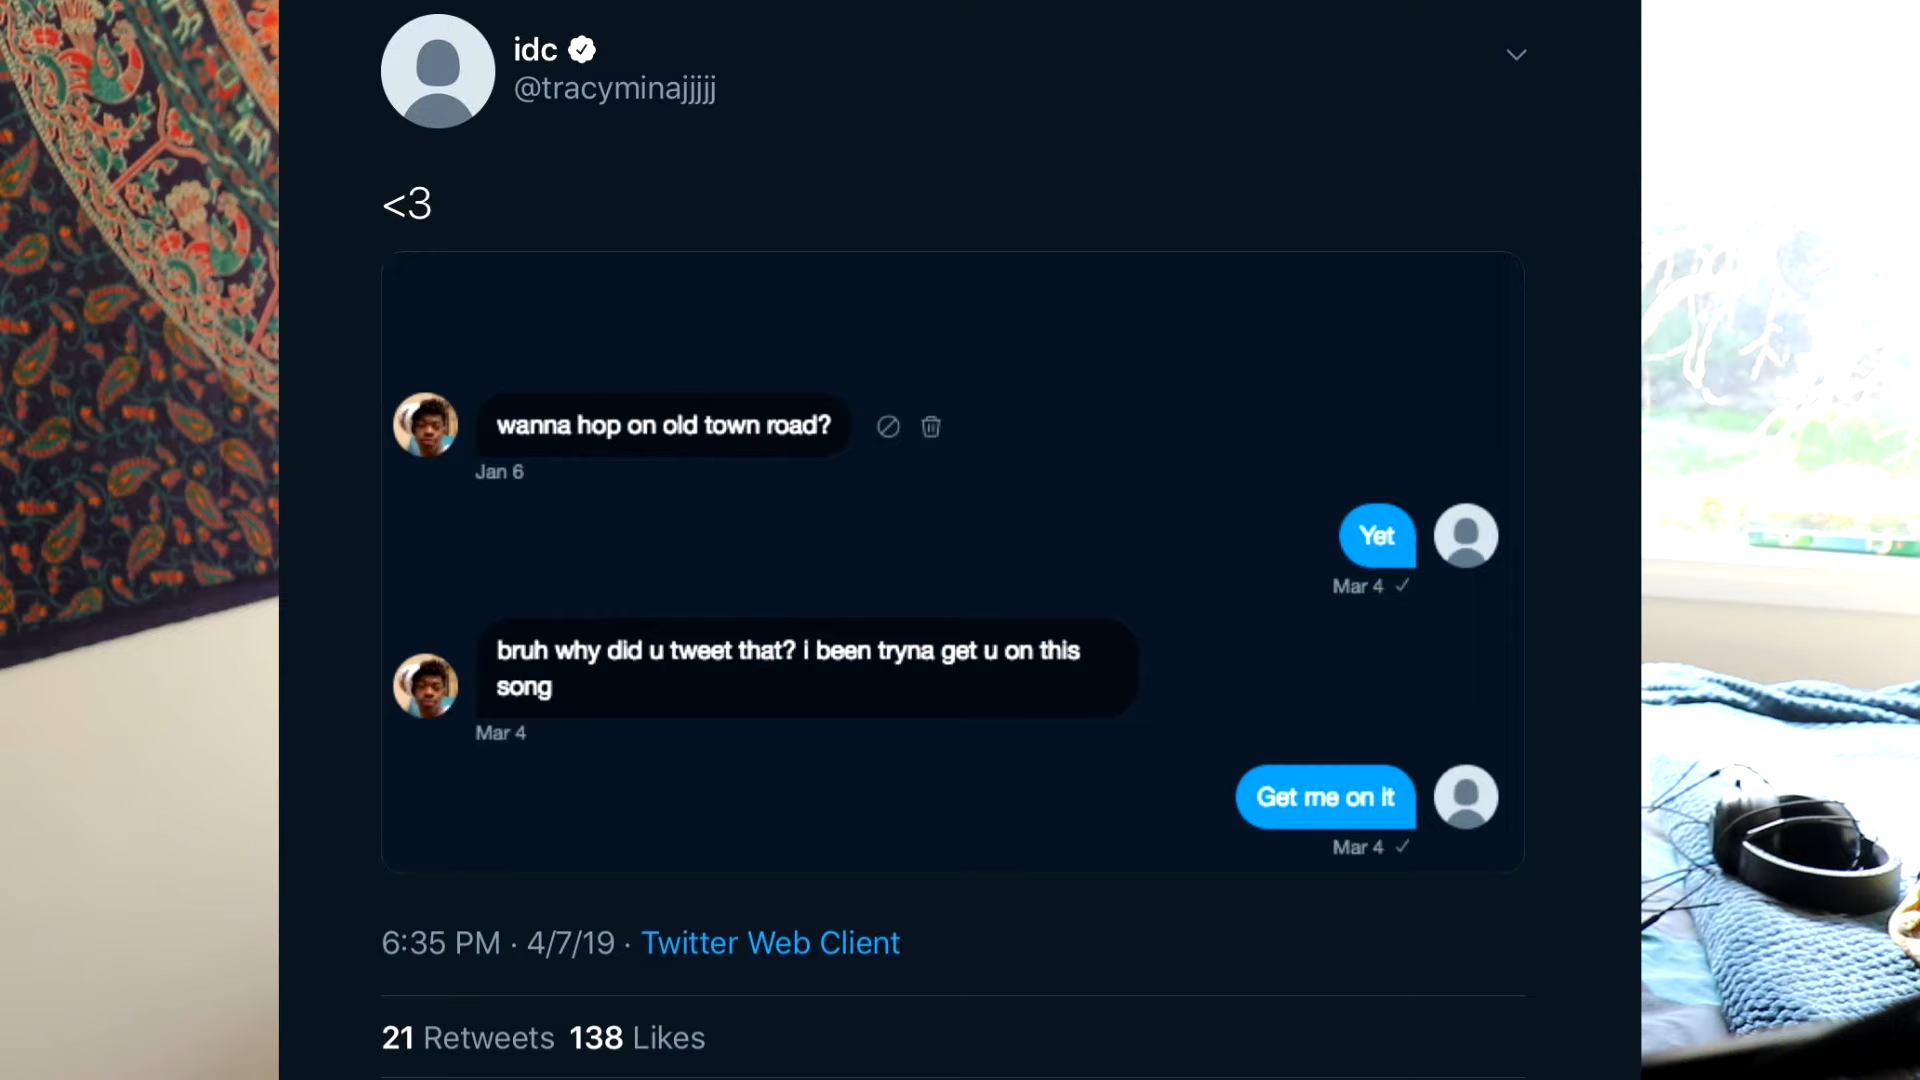 idc
@tracyminajjjjj
<3
wanna hop on old town road?
Jan 6
Yet
Mar 4
bruh why did u tweet that? i been tryna get u on this
song
Mar 4
Get me on it
Mar 4
6:35 PM · 4/7/19 · Twitter Web Client
21 Retweets 138 Likes